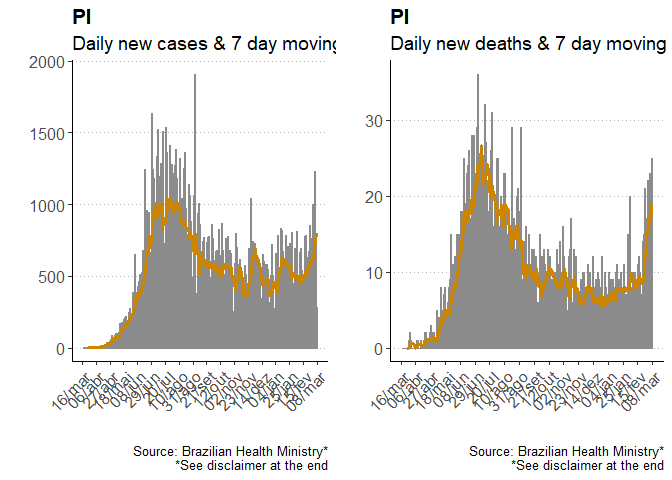 PI
Daily new cases & 7 day moving
2000
1500
1000
500
0
16/mar
06/abr
27/abr
18/mai
08/jun
29/jun
20/jul
10/ago
31/ago
21/set
12/out
02/nov
23/nov
14/dez
04/jan
25/jan
15/fev
08/mar
Source: Brazilian Health Ministry*
*See disclaimer at the end
PI
Daily new deaths & 7 day moving
30
20
10
0
16/mar
06/abr
27/abr
18/mai
08/jun
29/jun
20/jul
10/ago
31/ago
21/set
12/out
02/nov
23/nov
14/dez
04/jan
25/jan
15/fev
08/mar
Source: Brazilian Health Ministry*
*See disclaimer at the end